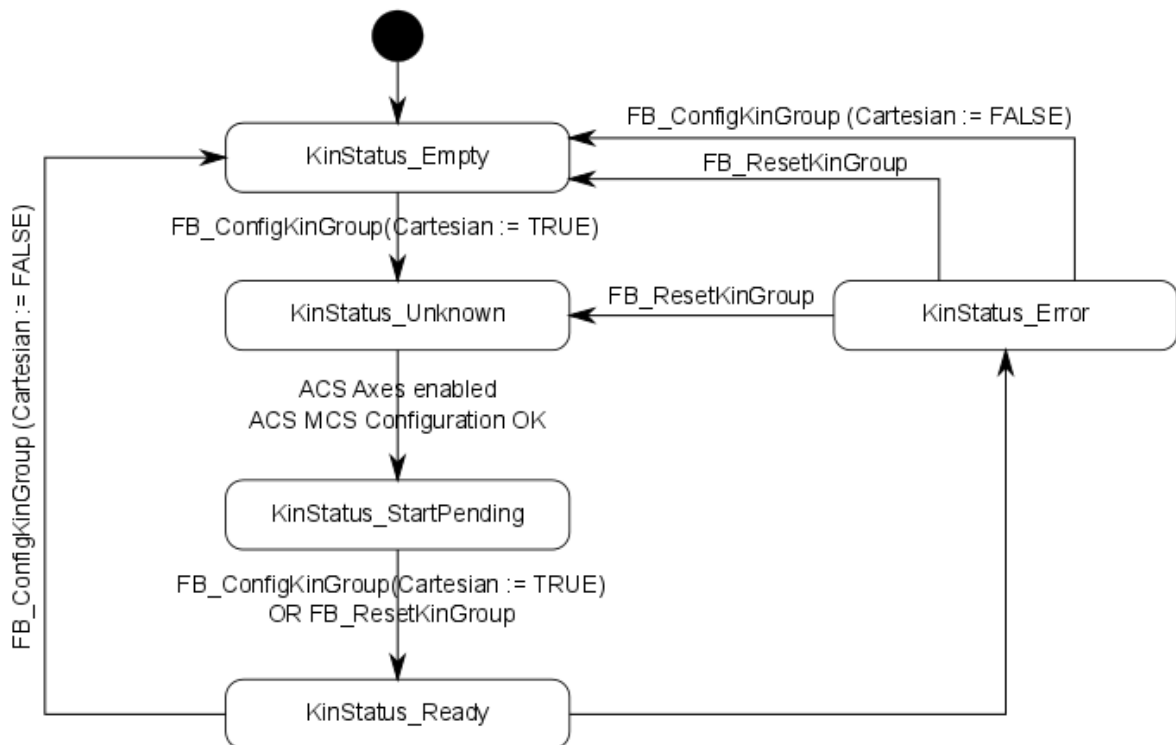 FB_ConfigKinGroup (Cartesian := FALSE)
KinStatus_Empty
FB_ResetKinGroup
FB_ConfigKinGroup(Cartesian := TRUE)
FB_ResetKinGroup
KinStatus_Unknown
KinStatus_Error
ACS Axes enabled
ACS MCS Configuration OK
FB_ConfigKinGroup (Cartesian := FALSE)
KinStatus_StartPending
FB_ConfigKinGroup(Cartesian := TRUE)
OR FB_ResetKinGroup
KinStatus_Ready